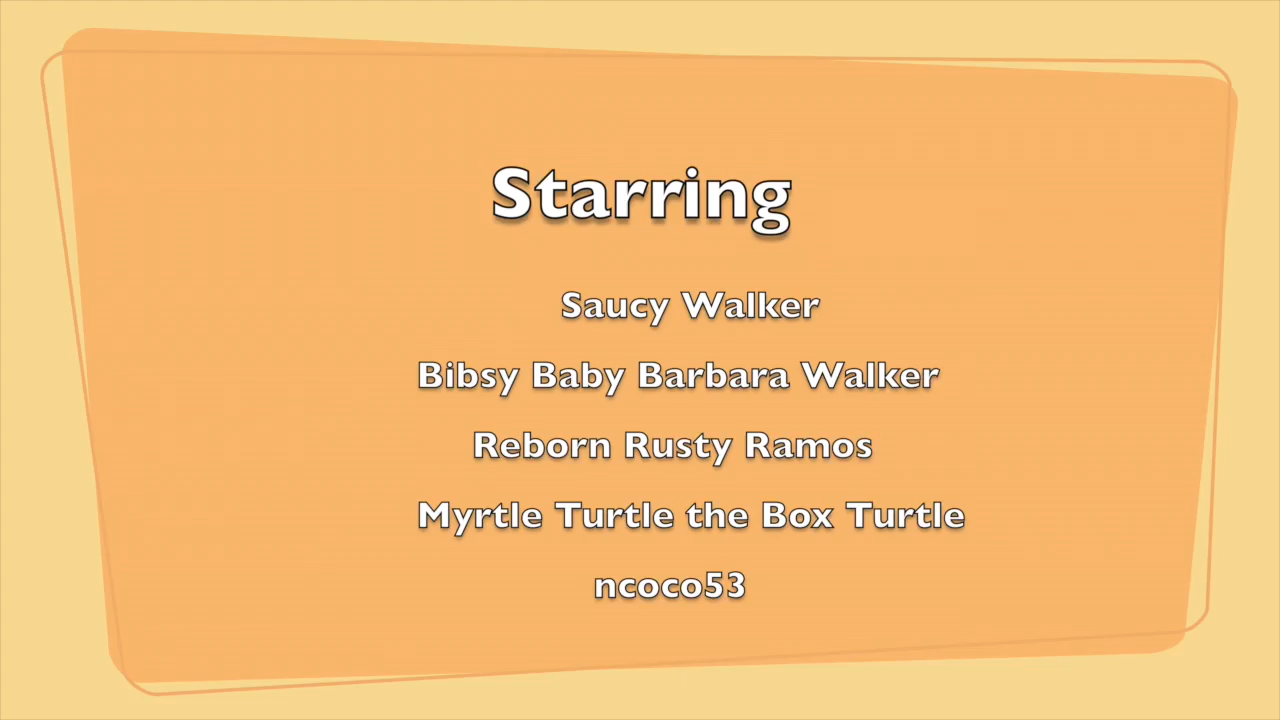 Starring
Saucy Walker
Bibsy Baby Barbara Walker
Reborn Rusty Ramos
Myrtle Turtle the Box Turtle
ncoco53